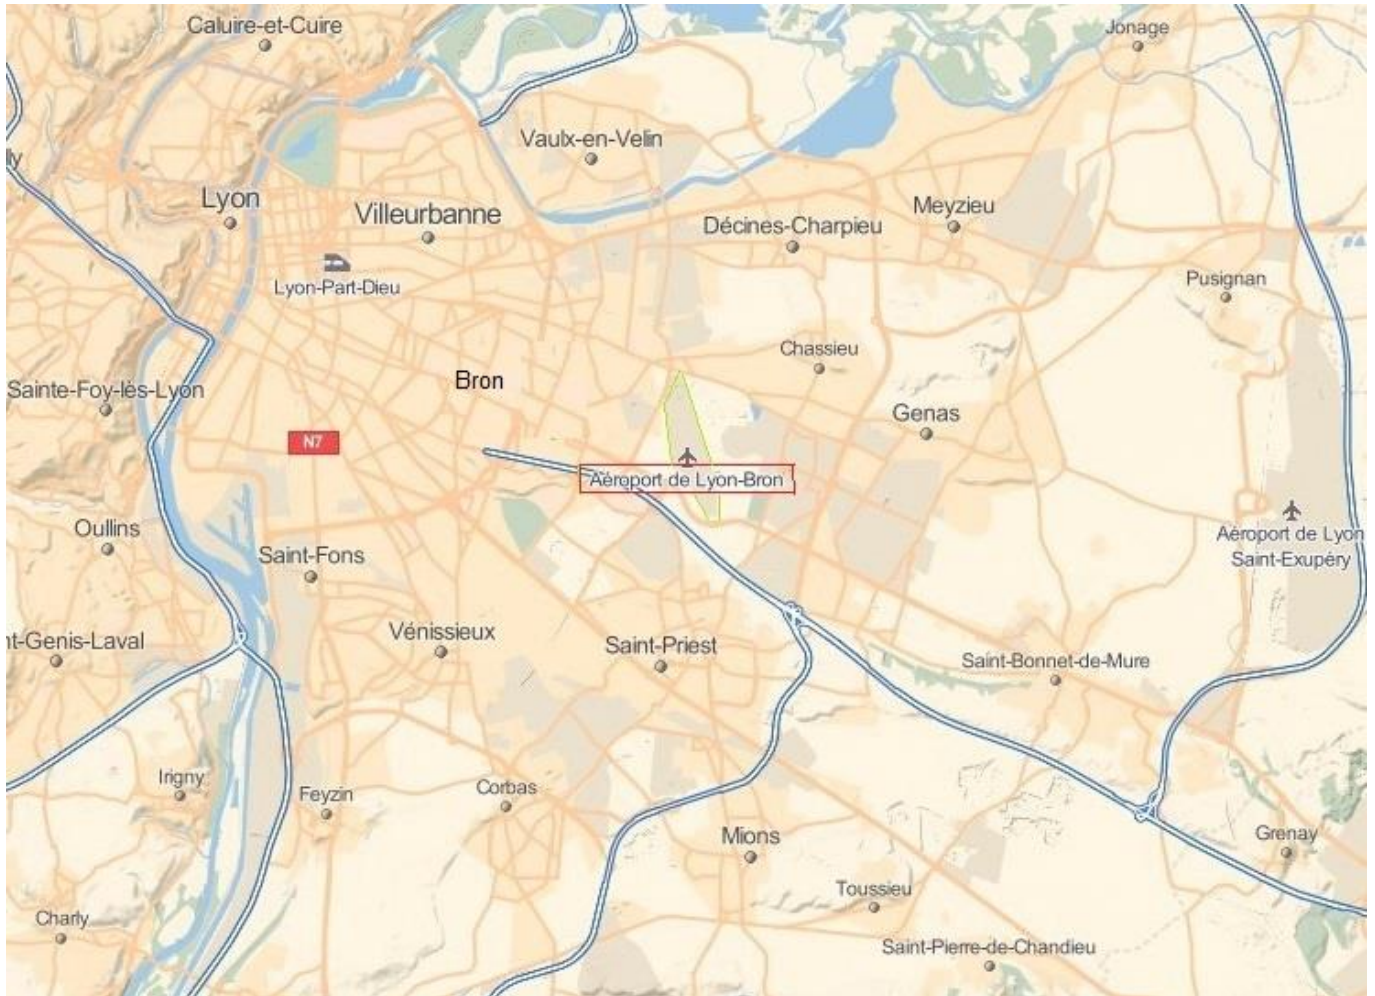 Caluire-et-Cuire
Jonage
Vaulx-en-Velin
ly
Lyon
Villeurbanne
Meyzieu
Décines-Charpieu
Lyon-Part-Dieu
Pusignan
Chassieu
Bron
Sainte-Foy-lès-Lyon
Genas
N7
Aéroport de Lyon-Bron
Oullins
Aéroport de Lyon
Saint-Exupéry
Saint-Fons
nt-Genis-Laval
Vénissieux
Saint-Priest
Saint-Bonnet-de-Mure
Irigny
Feyzin
Corbas
Mions
Grenay
Toussieu
Charly
Saint-Pierre-de-Chandieu